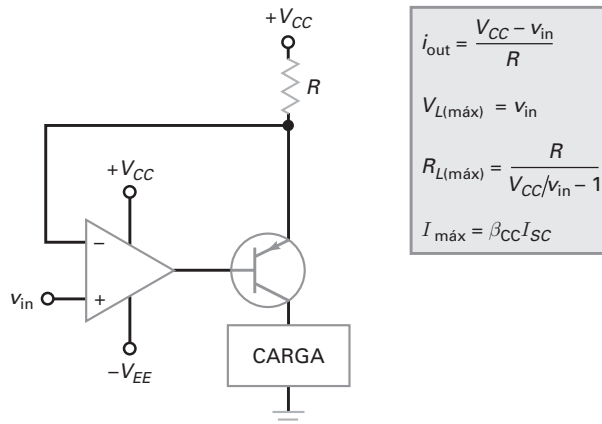 +V_CC
R
+V_CC
−
+
v_in
−V_EE
CARGA
i_out = (V_CC − v_in) / R
V_L(máx) = v_in
R_L(máx) = R / (V_CC/v_in − 1)
I_máx = β_CC I_SC